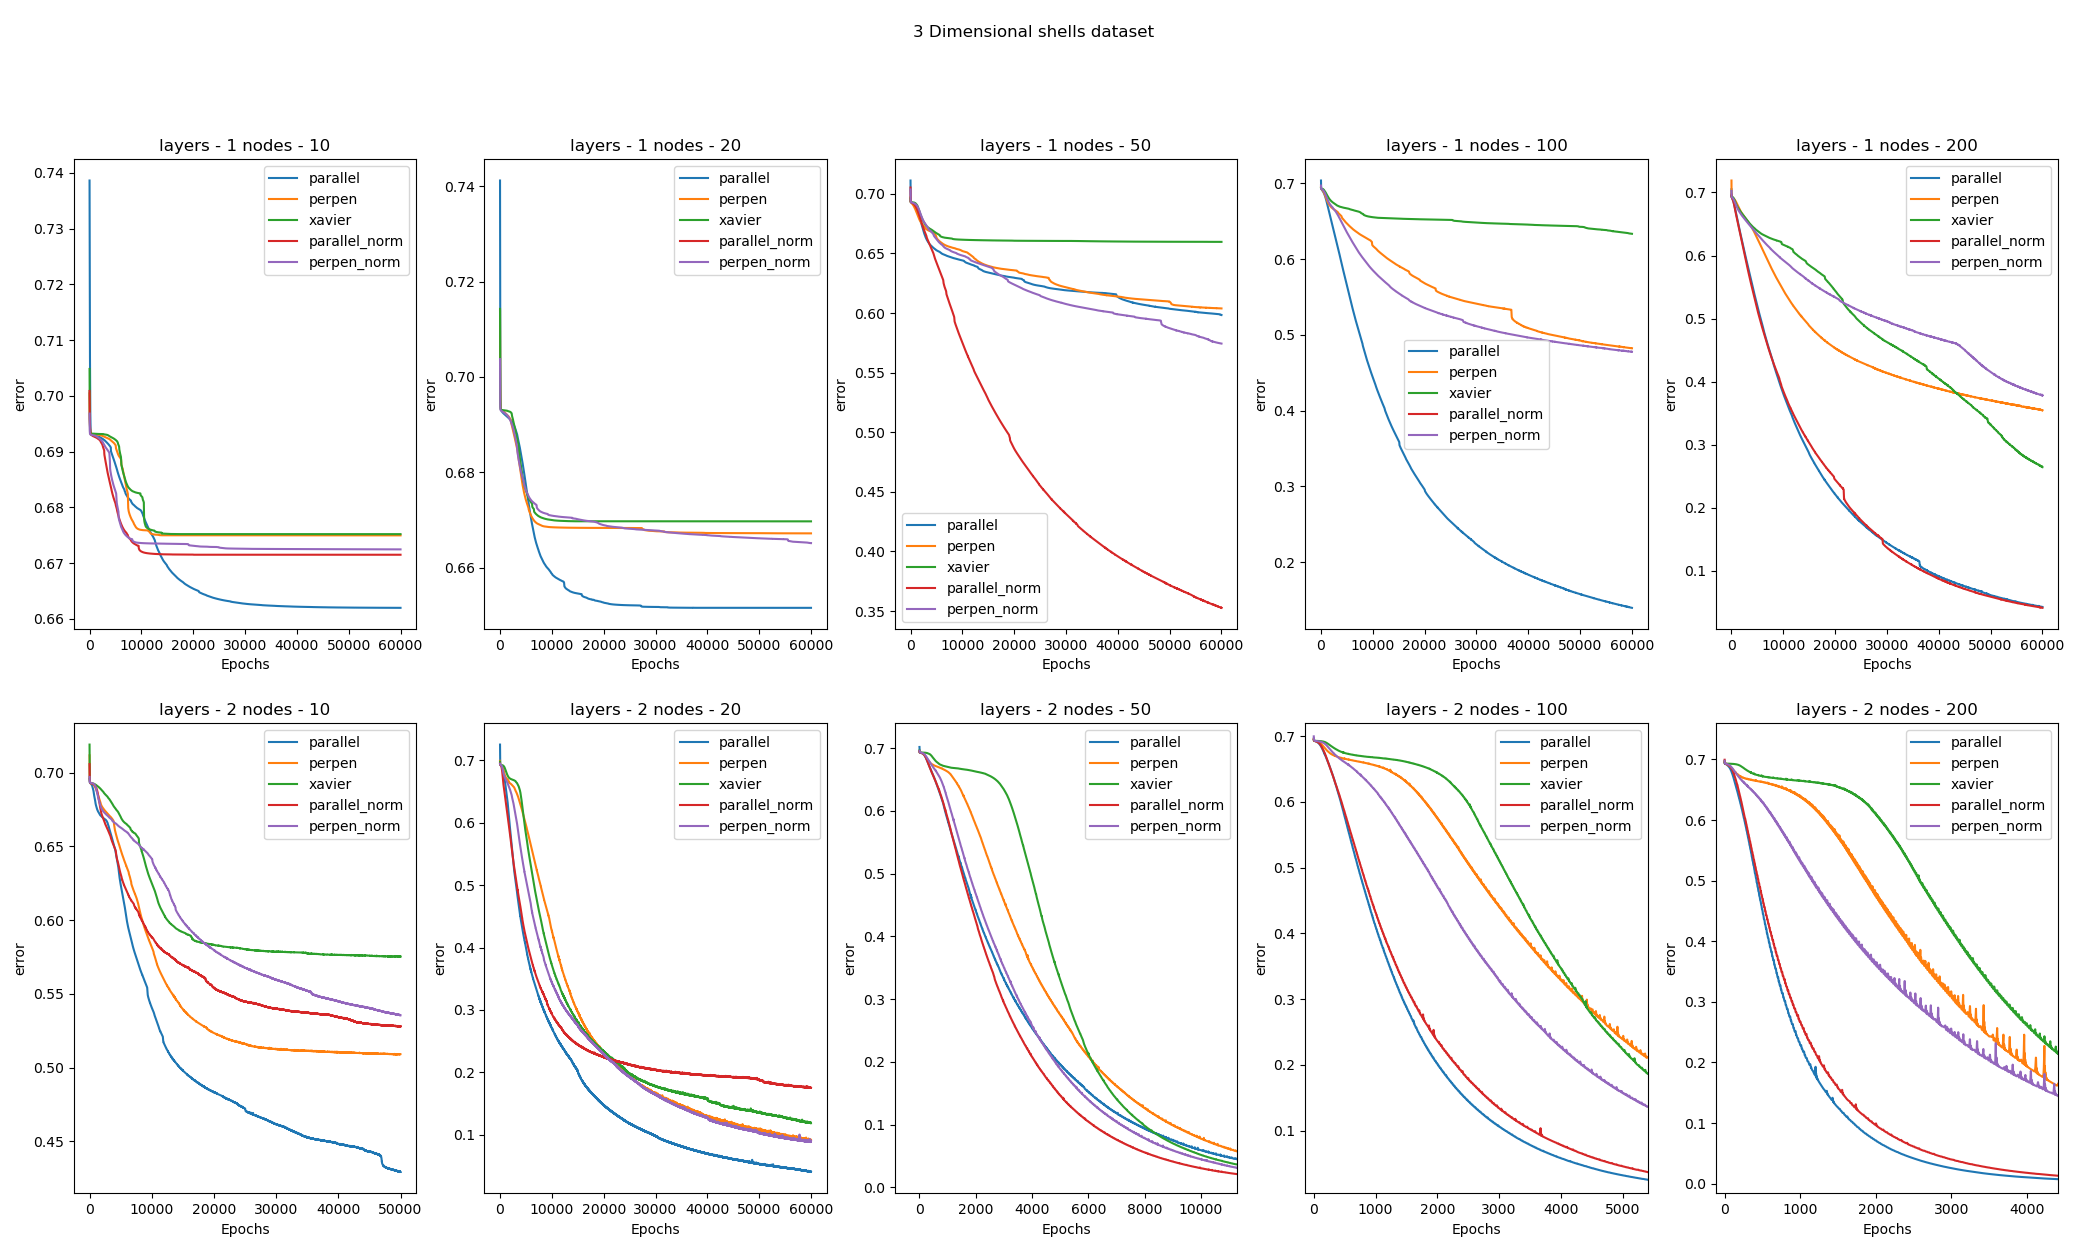 3 Dimensional shells dataset
layers - 1 nodes - 10
error
0.74
0.73
0.72
0.71
0.70
0.69
0.68
0.67
0.66
parallel
perpen
xavier
parallel_norm
perpen_norm
0 10000 20000 30000 40000 50000 60000
Epochs
layers - 1 nodes - 20
error
0.74
0.72
0.70
0.68
0.66
parallel
perpen
xavier
parallel_norm
perpen_norm
0 10000 20000 30000 40000 50000 60000
Epochs
layers - 1 nodes - 50
error
0.70
0.65
0.60
0.55
0.50
0.45
0.40
0.35
parallel
perpen
xavier
parallel_norm
perpen_norm
0 10000 20000 30000 40000 50000 60000
Epochs
layers - 1 nodes - 100
error
0.7
0.6
0.5
0.4
0.3
0.2
parallel
perpen
xavier
parallel_norm
perpen_norm
0 10000 20000 30000 40000 50000 60000
Epochs
layers - 1 nodes - 200
error
0.7
0.6
0.5
0.4
0.3
0.2
0.1
parallel
perpen
xavier
parallel_norm
perpen_norm
0 10000 20000 30000 40000 50000 60000
Epochs
layers - 2 nodes - 10
error
0.70
0.65
0.60
0.55
0.50
0.45
parallel
perpen
xavier
parallel_norm
perpen_norm
0 10000 20000 30000 40000 50000
Epochs
layers - 2 nodes - 20
error
0.7
0.6
0.5
0.4
0.3
0.2
0.1
parallel
perpen
xavier
parallel_norm
perpen_norm
0 10000 20000 30000 40000 50000 60000
Epochs
layers - 2 nodes - 50
error
0.7
0.6
0.5
0.4
0.3
0.2
0.1
0.0
parallel
perpen
xavier
parallel_norm
perpen_norm
0 2000 4000 6000 8000 10000
Epochs
layers - 2 nodes - 100
error
0.7
0.6
0.5
0.4
0.3
0.2
0.1
parallel
perpen
xavier
parallel_norm
perpen_norm
0 1000 2000 3000 4000 5000
Epochs
layers - 2 nodes - 200
error
0.7
0.6
0.5
0.4
0.3
0.2
0.1
0.0
parallel
perpen
xavier
parallel_norm
perpen_norm
0 1000 2000 3000 4000
Epochs